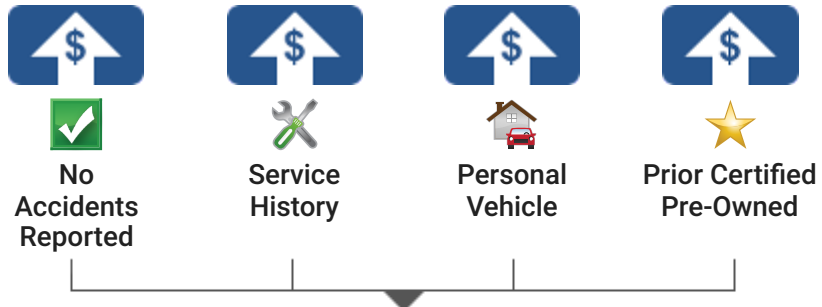 $ $ $ $
No
Accidents
Reported
Service
History
Personal
Vehicle
Prior Certified
Pre-Owned